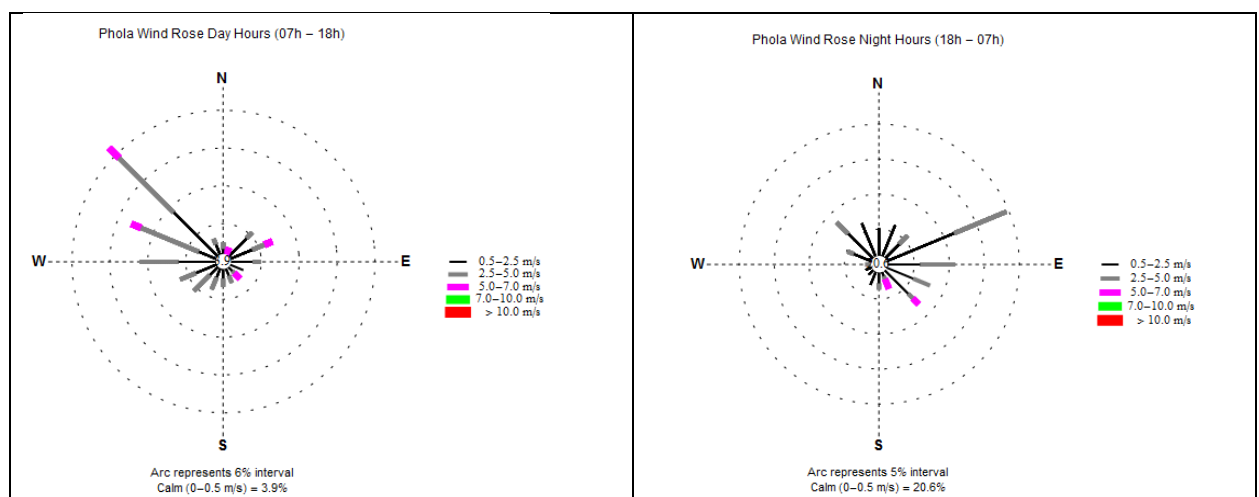 Phola Wind Rose Day Hours (07h – 18h)
N
W
E
S
0.5–2.5 m/s
2.5–5.0 m/s
5.0–7.0 m/s
7.0–10.0 m/s
> 10.0 m/s
Arc represents 6% interval
Calm (0–0.5 m/s) = 3.9%
Phola Wind Rose Night Hours (18h – 07h)
N
W
E
S
0.5–2.5 m/s
2.5–5.0 m/s
5.0–7.0 m/s
7.0–10.0 m/s
> 10.0 m/s
Arc represents 5% interval
Calm (0–0.5 m/s) = 20.6%